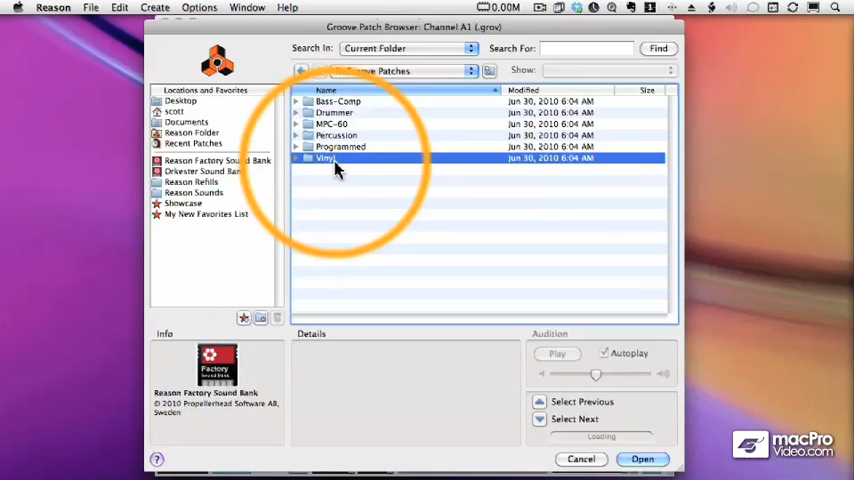 Reason File Edit Create Options Window Help 0.00M
Groove Patch Browser: Channel A1 (.grov)
Search In: Current Folder Search For: Find
ReGroove Patches Show:
Locations and Favorites
Desktop
scott
Documents
Reason Folder
Recent Patches
Reason Factory Sound Bank
Orkester Sound Bank
Reason Refills
Reason Sounds
Showcase
My New Favorites List
Name Modified Size
Bass-Comp Jun 30, 2010 6:04 AM
Drummer Jun 30, 2010 6:04 AM
MPC-60 Jun 30, 2010 6:04 AM
Percussion Jun 30, 2010 6:04 AM
Programmed Jun 30, 2010 6:04 AM
Vinyl Jun 30, 2010 6:04 AM
Info
Factory
Sound Bank
Reason Factory Sound Bank
© 2010 Propellerhead Software AB,
Sweden
Details
Audition
Play Autoplay
Select Previous
Select Next
Loading
? Cancel Open
macPro
Video.com